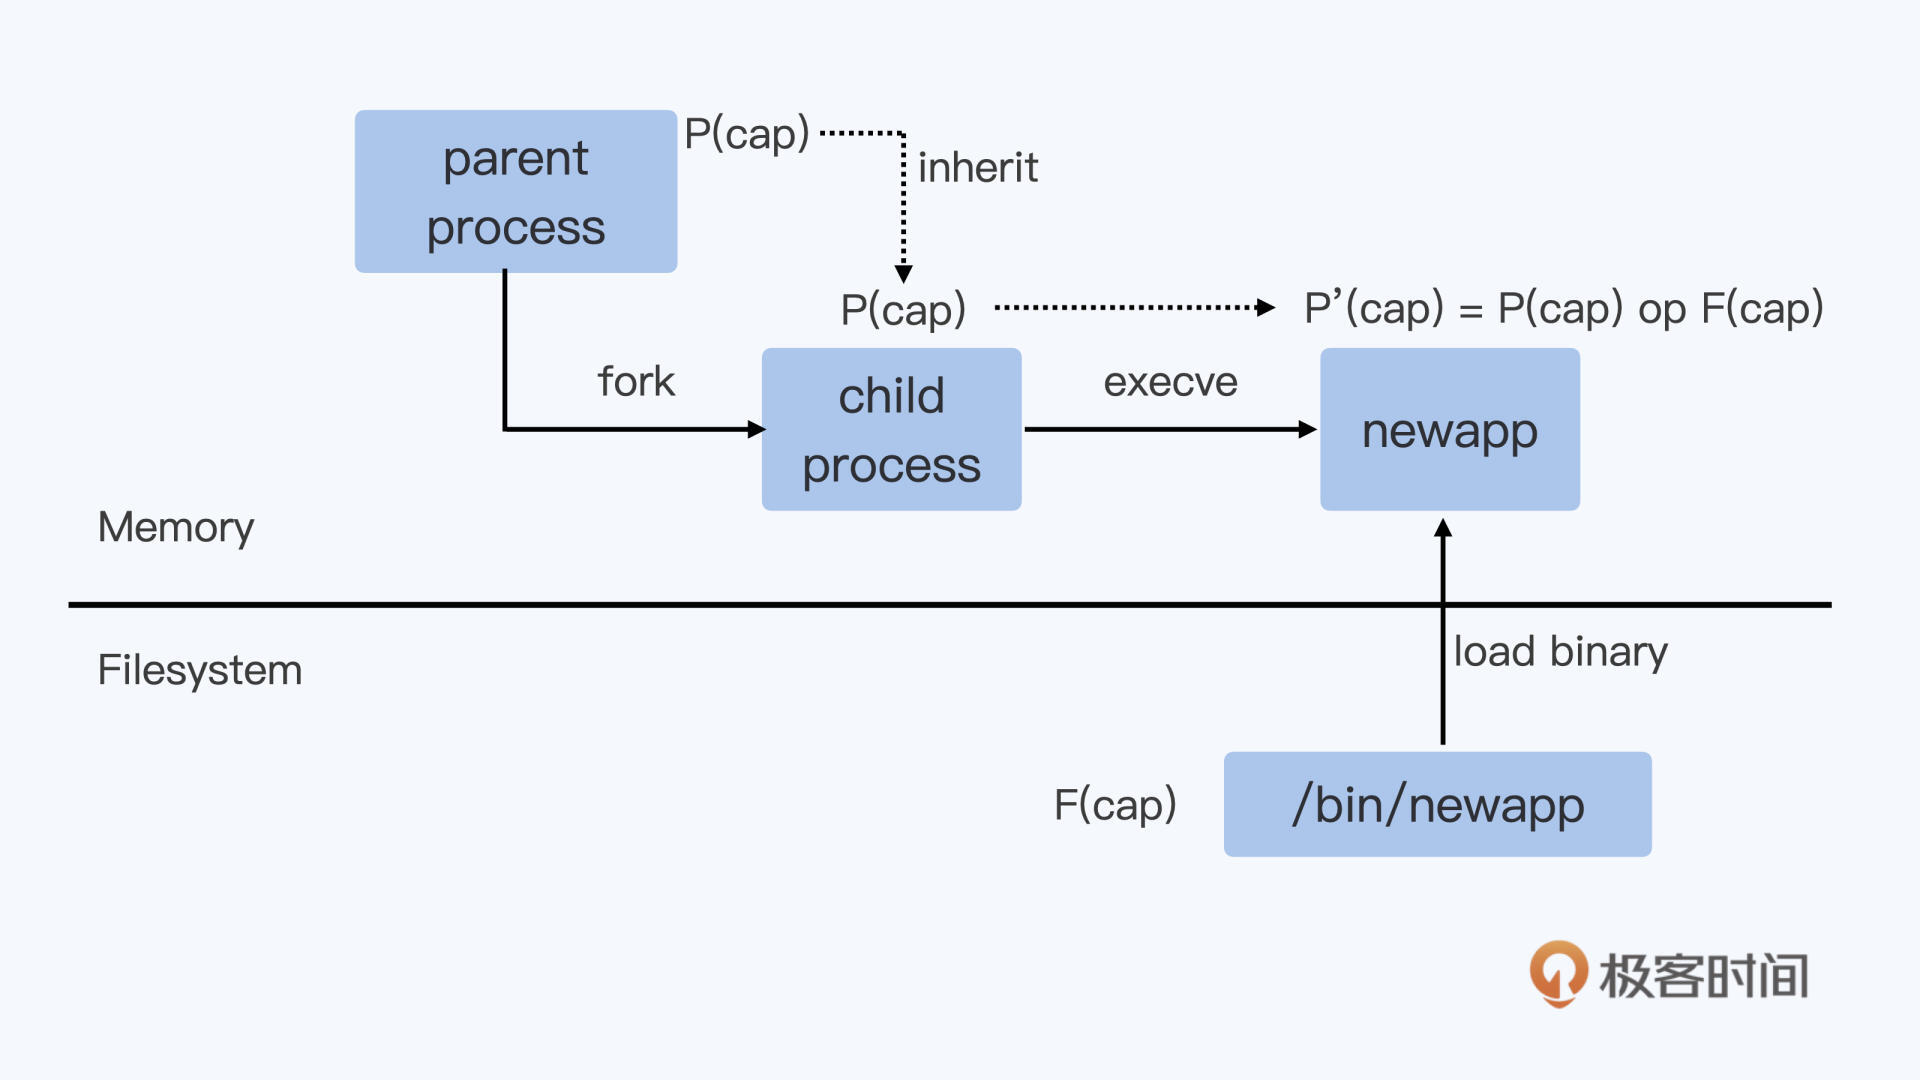 parent
process
P(cap)
inherit
P(cap)
P’(cap) = P(cap) op F(cap)
fork
child
process
execve
newapp
Memory
Filesystem
load binary
F(cap)
/bin/newapp
极客时间